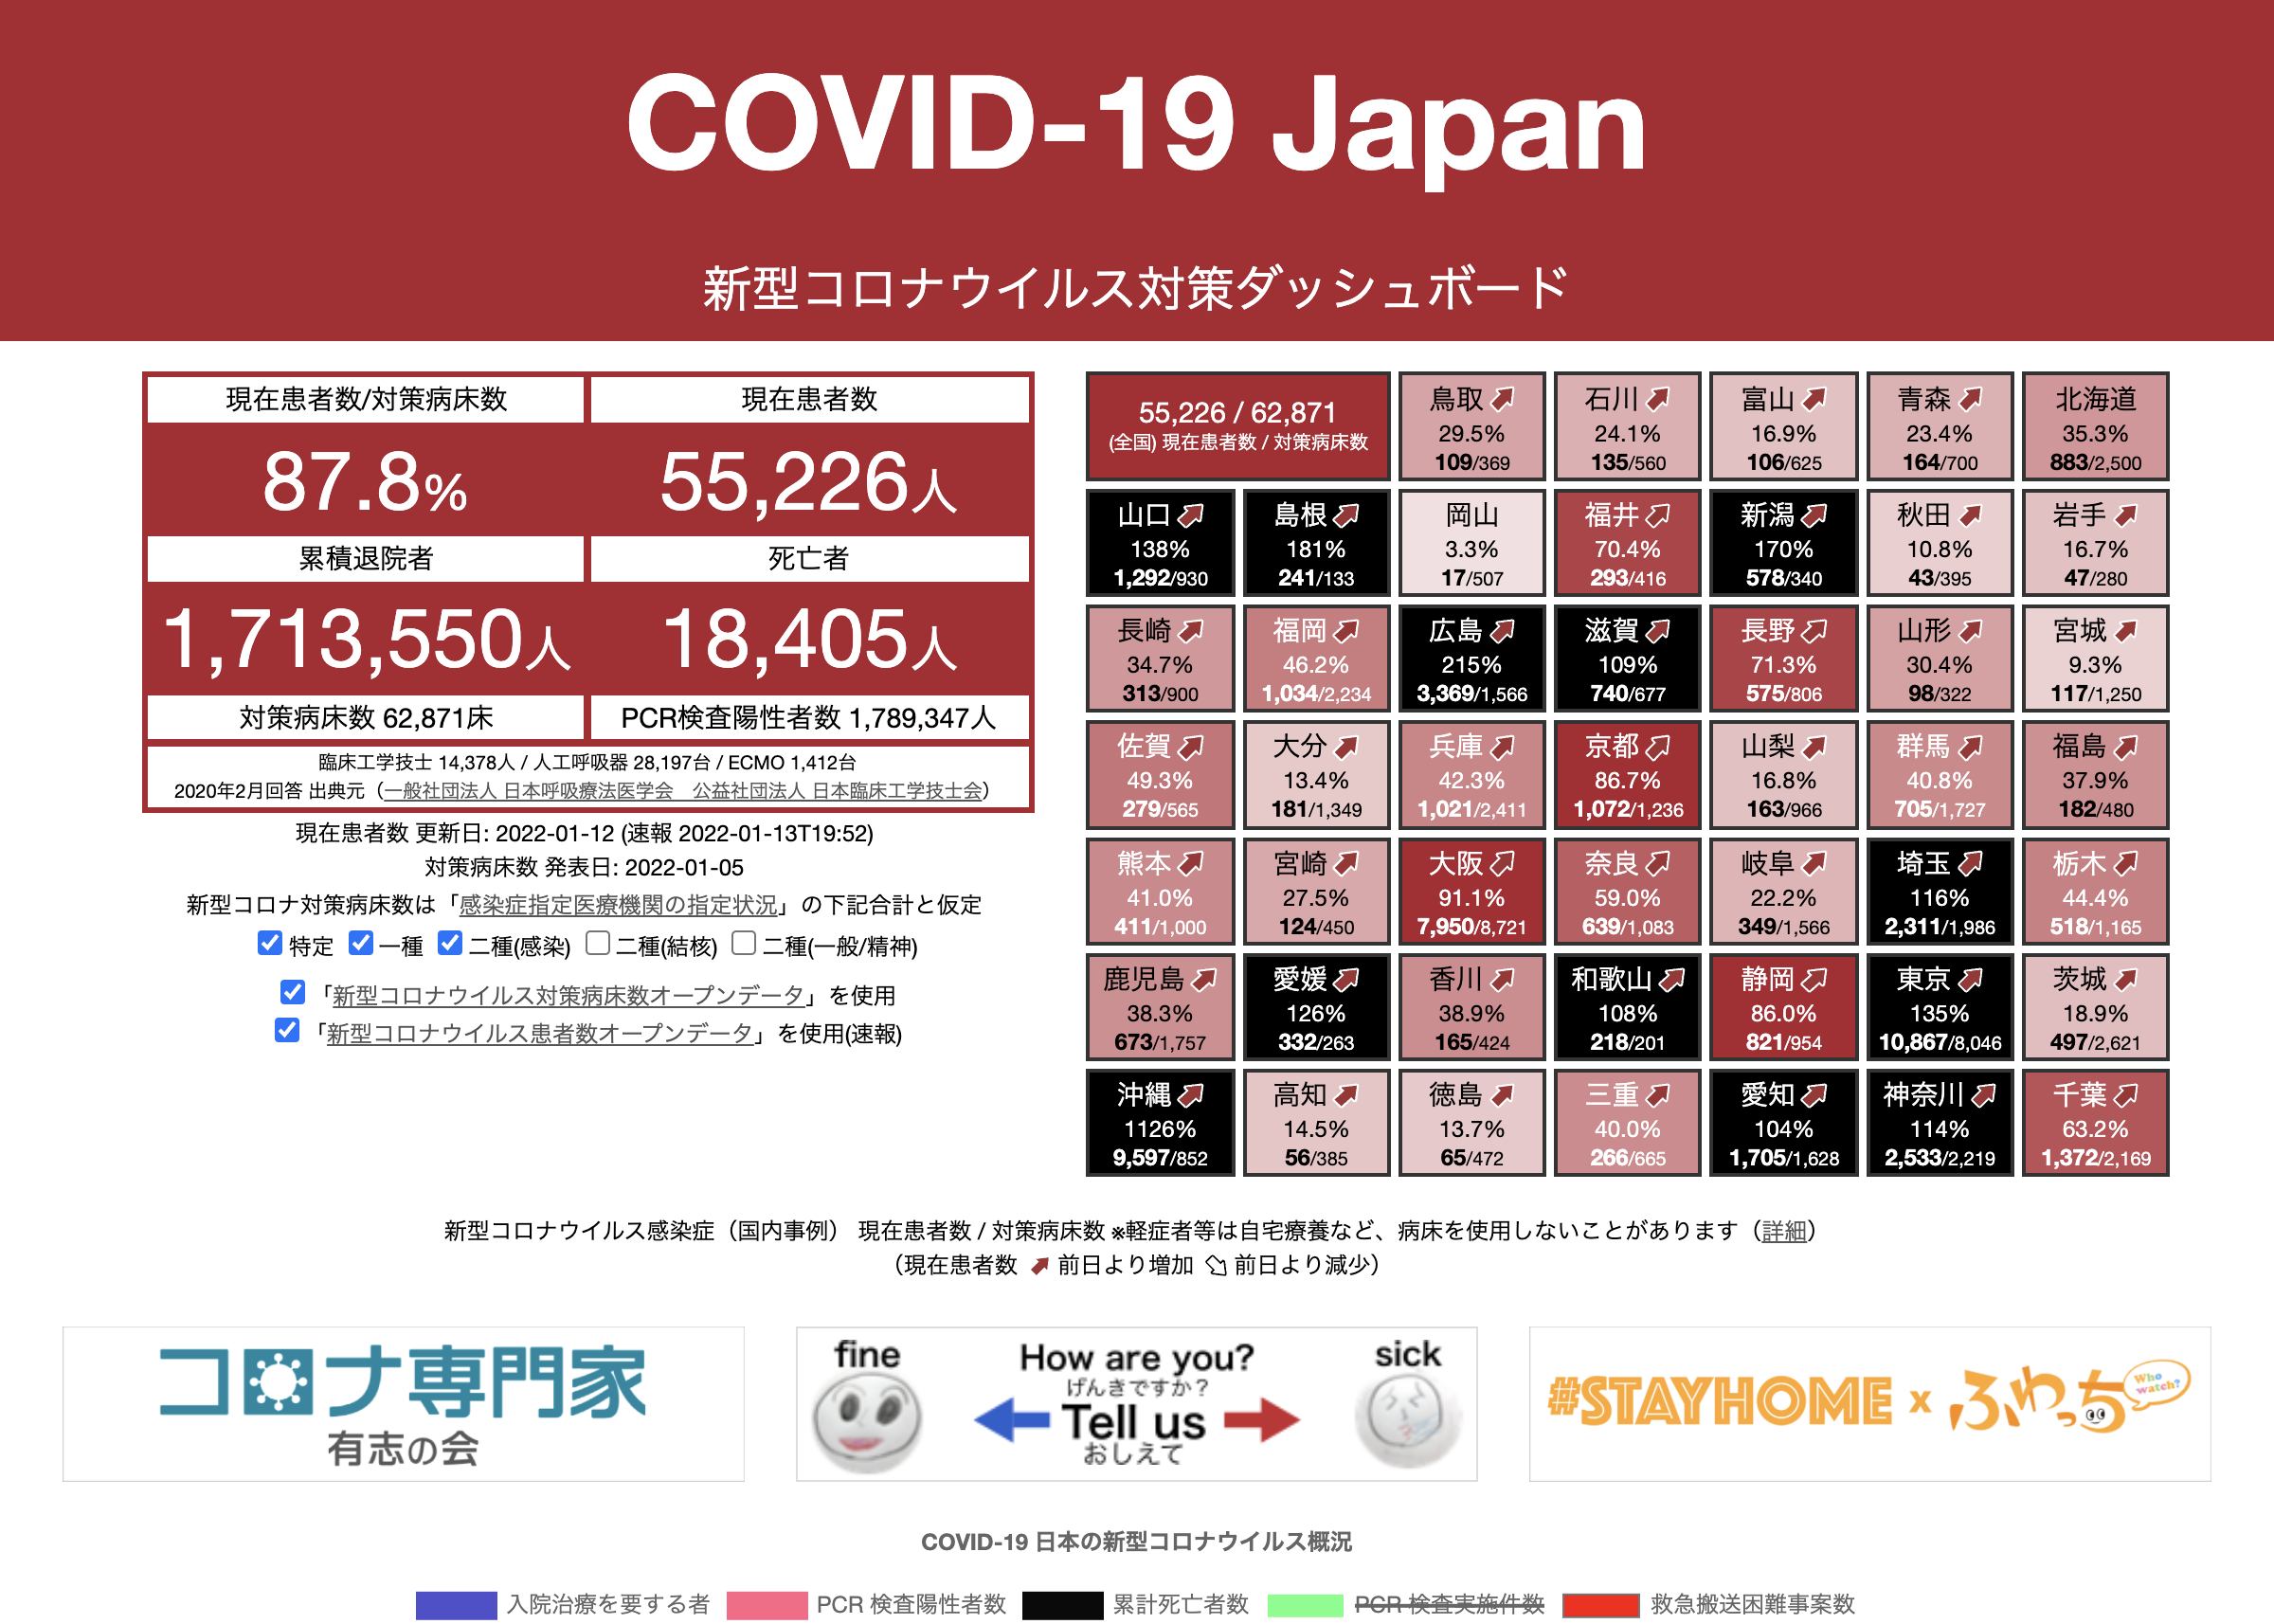 COVID-19 Japan
新型コロナウイルス対策ダッシュボード
現在患者数/対策病床数
現在患者数
87.8%
55,226人
累積退院者
死亡者
1,713,550人
18,405人
対策病床数 62,871床
PCR検査陽性者数 1,789,347人
臨床工学技士 14,378人 / 人工呼吸器 28,197台 / ECMO 1,412台
2020年2月回答 出典元（一般社団法人 日本呼吸療法医学会　公益社団法人 日本臨床工学技士会）
現在患者数 更新日: 2022-01-12 (速報 2022-01-13T19:52)
対策病床数 発表日: 2022-01-05
新型コロナ対策病床数は「感染症指定医療機関の指定状況」の下記合計と仮定
特定 一種 二種(感染) 二種(結核) 二種(一般/精神)
「新型コロナウイルス対策病床数オープンデータ」を使用
「新型コロナウイルス患者数オープンデータ」を使用(速報)
55,226 / 62,871
(全国) 現在患者数 / 対策病床数
鳥取
29.5%
109/369
石川
24.1%
135/560
富山
16.9%
106/625
青森
23.4%
164/700
北海道
35.3%
883/2,500
山口
138%
1,292/930
島根
181%
241/133
岡山
3.3%
17/507
福井
70.4%
293/416
新潟
170%
578/340
秋田
10.8%
43/395
岩手
16.7%
47/280
長崎
34.7%
313/900
福岡
46.2%
1,034/2,234
広島
215%
3,369/1,566
滋賀
109%
740/677
長野
71.3%
575/806
山形
30.4%
98/322
宮城
9.3%
117/1,250
佐賀
49.3%
279/565
大分
13.4%
181/1,349
兵庫
42.3%
1,021/2,411
京都
86.7%
1,072/1,236
山梨
16.8%
163/966
群馬
40.8%
705/1,727
福島
37.9%
182/480
熊本
41.0%
411/1,000
宮崎
27.5%
124/450
大阪
91.1%
7,950/8,721
奈良
59.0%
639/1,083
岐阜
22.2%
349/1,566
埼玉
116%
2,311/1,986
栃木
44.4%
518/1,165
鹿児島
38.3%
673/1,757
愛媛
126%
332/263
香川
38.9%
165/424
和歌山
108%
218/201
静岡
86.0%
821/954
東京
135%
10,867/8,046
茨城
18.9%
497/2,621
沖縄
1126%
9,597/852
高知
14.5%
56/385
徳島
13.7%
65/472
三重
40.0%
266/665
愛知
104%
1,705/1,628
神奈川
114%
2,533/2,219
千葉
63.2%
1,372/2,169
新型コロナウイルス感染症（国内事例） 現在患者数 / 対策病床数 ※軽症者等は自宅療養など、病床を使用しないことがあります（詳細）
（現在患者数 前日より増加 前日より減少）
コロナ専門家
有志の会
fine
How are you?
げんきですか？
Tell us
おしえて
sick
#STAYHOME x ふわっち
Who watch?
COVID-19 日本の新型コロナウイルス概況
入院治療を要する者 PCR 検査陽性者数 累計死亡者数 PCR 検査実施件数 救急搬送困難事案数